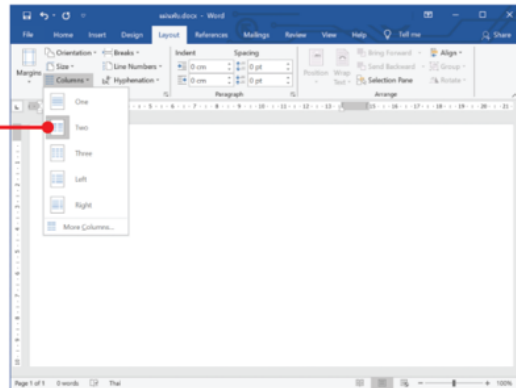 - Word
File Home Insert Design Layout References Mailings Review View Help Tell me Share
Orientation Breaks Indent Spacing Bring Forward Align
Margins Size Line Numbers 0 cm 0 pt Position Wrap Text Send Backward Group
Columns Hyphenation 0 cm 0 pt Selection Pane Rotate
Paragraph Arrange
One
Two
Three
Left
Right
More Columns...
Page 1 of 1 0 words Thai 100%